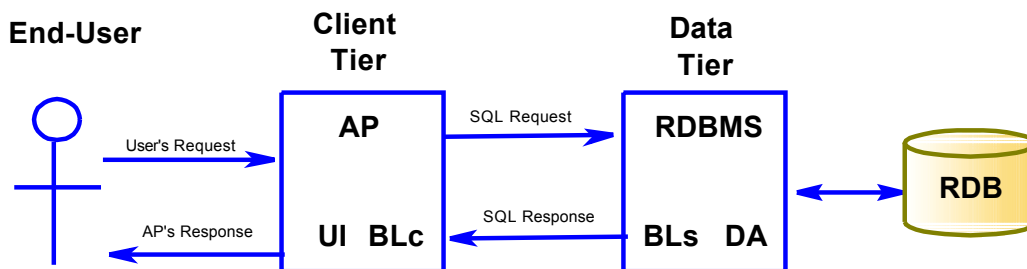 End-User
Client
Tier
Data
Tier
User's Request
AP
SQL Request
RDBMS
RDB
AP's Response
UI BLc
SQL Response
BLs DA